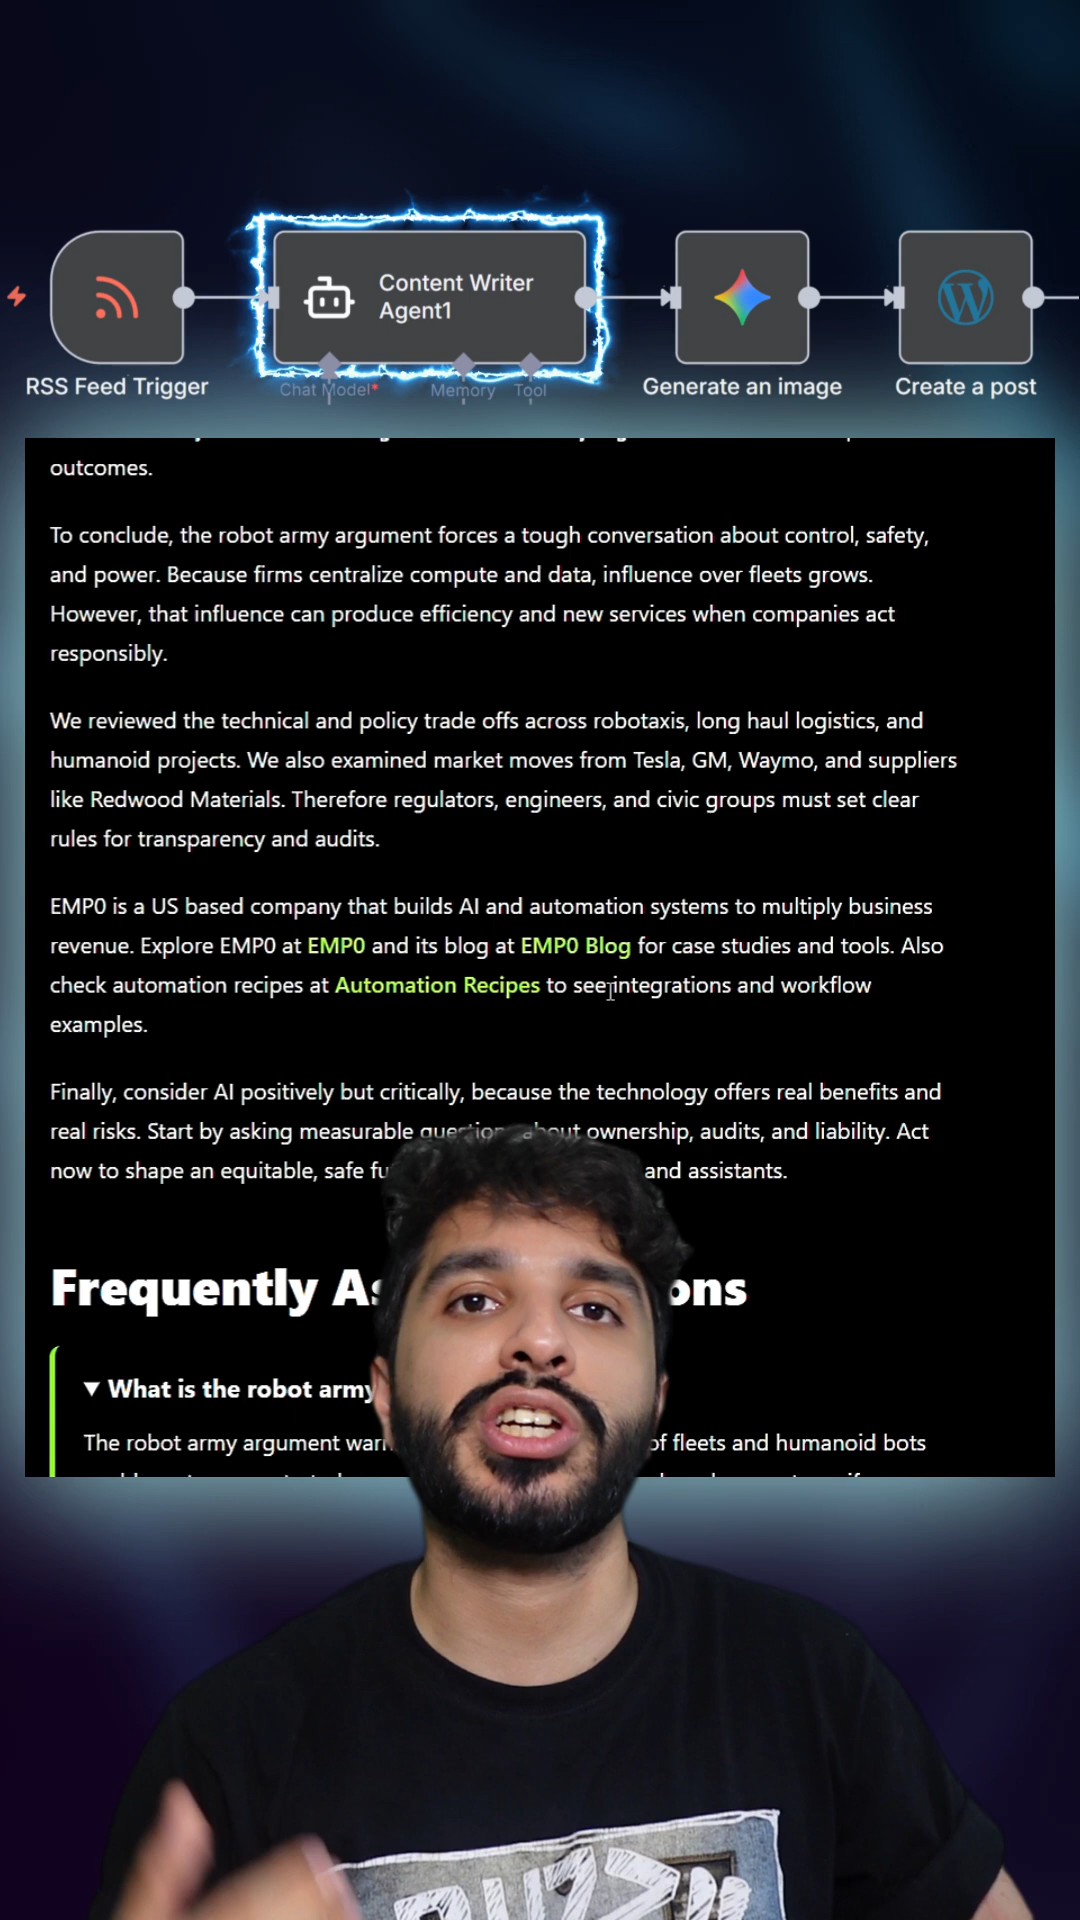 Content Writer
Agent1
Chat Model*
Memory
Tool
RSS Feed Trigger
Generate an image
Create a post
outcomes.
To conclude, the robot army argument forces a tough conversation about control, safety,
and power. Because firms centralize compute and data, influence over fleets grows.
However, that influence can produce efficiency and new services when companies act
responsibly.
We reviewed the technical and policy trade offs across robotaxis, long haul logistics, and
humanoid projects. We also examined market moves from Tesla, GM, Waymo, and suppliers
like Redwood Materials. Therefore regulators, engineers, and civic groups must set clear
rules for transparency and audits.
EMP0 is a US based company that builds AI and automation systems to multiply business
revenue. Explore EMP0 at EMP0 and its blog at EMP0 Blog for case studies and tools. Also
check automation recipes at Automation Recipes to see integrations and workflow
examples.
Finally, consider AI positively but critically, because the technology offers real benefits and
real risks. Start by asking measurable questions about ownership, audits, and liability. Act
now to shape an equitable, safe and assistants.
Frequently
What is the robot army
The robot army argument of fleets and humanoid bots